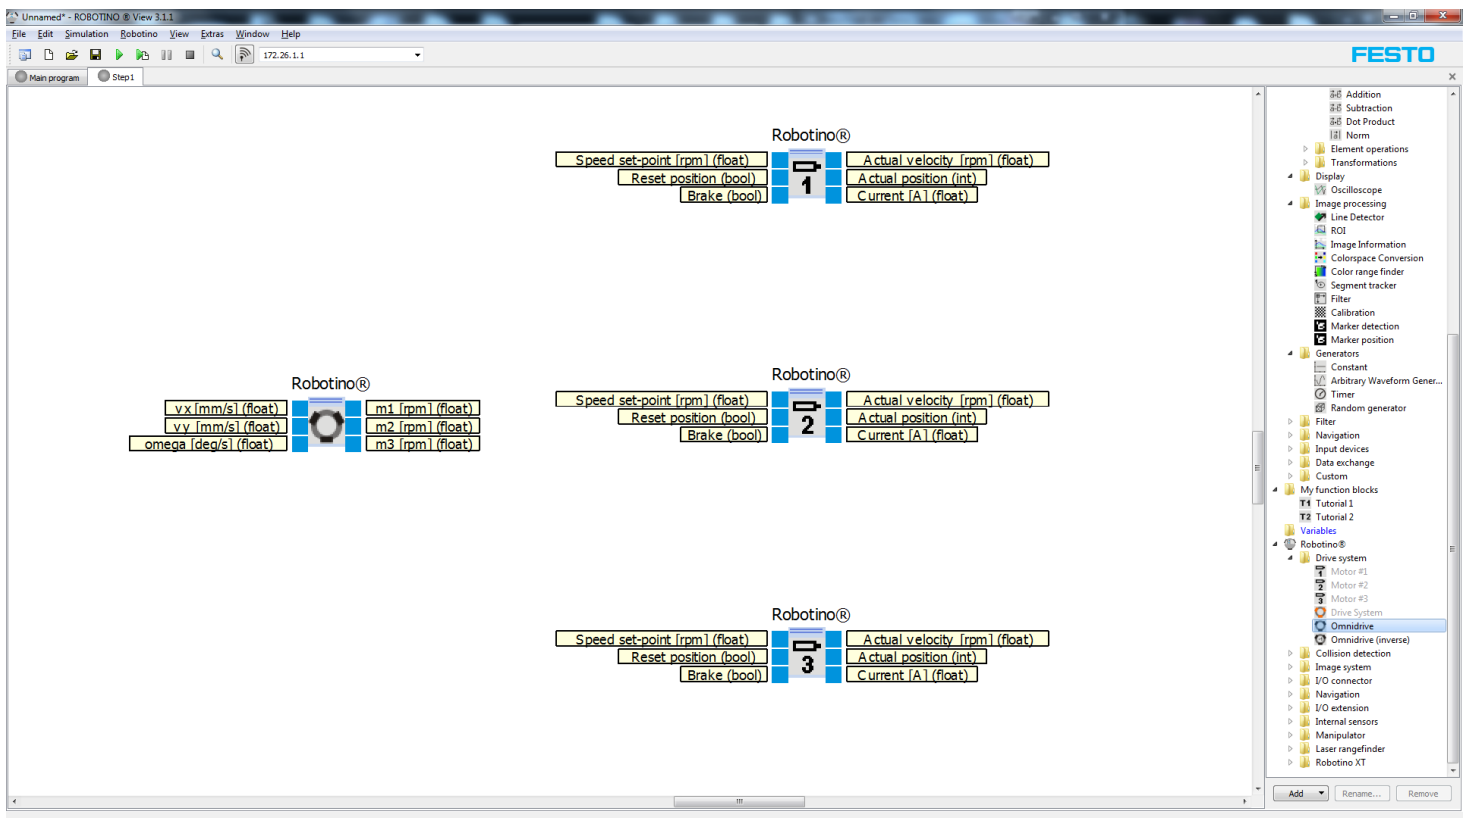 Unnamed* - ROBOTINO ® View 3.1.1
File Edit Simulation Robotino View Extras Window Help
172.26.1.1
FESTO
Main program Step1
Robotino®
Speed set-point [rpm] (float)
Reset position (bool)
Brake (bool)
1
Actual velocity [rpm] (float)
Actual position (int)
Current [A] (float)
Robotino®
vx [mm/s] (float)
vy [mm/s] (float)
omega [deg/s] (float)
m1 [rpm] (float)
m2 [rpm] (float)
m3 [rpm] (float)
Robotino®
Speed set-point [rpm] (float)
Reset position (bool)
Brake (bool)
2
Actual velocity [rpm] (float)
Actual position (int)
Current [A] (float)
Robotino®
Speed set-point [rpm] (float)
Reset position (bool)
Brake (bool)
3
Actual velocity [rpm] (float)
Actual position (int)
Current [A] (float)
Addition
Subtraction
Dot Product
Norm
Element operations
Transformations
Display
Oscilloscope
Image processing
Line Detector
ROI
Image Information
Colorspace Conversion
Color range finder
Segment tracker
Filter
Calibration
Marker detection
Marker position
Generators
Constant
Arbitrary Waveform Gener...
Timer
Random generator
Filter
Navigation
Input devices
Data exchange
Custom
My function blocks
T1 Tutorial 1
T2 Tutorial 2
Variables
Robotino®
Drive system
1 Motor #1
2 Motor #2
3 Motor #3
Drive System
Omnidrive
Omnidrive (inverse)
Collision detection
Image system
I/O connector
Navigation
I/O extension
Internal sensors
Manipulator
Laser rangefinder
Robotino XT
Add Rename... Remove